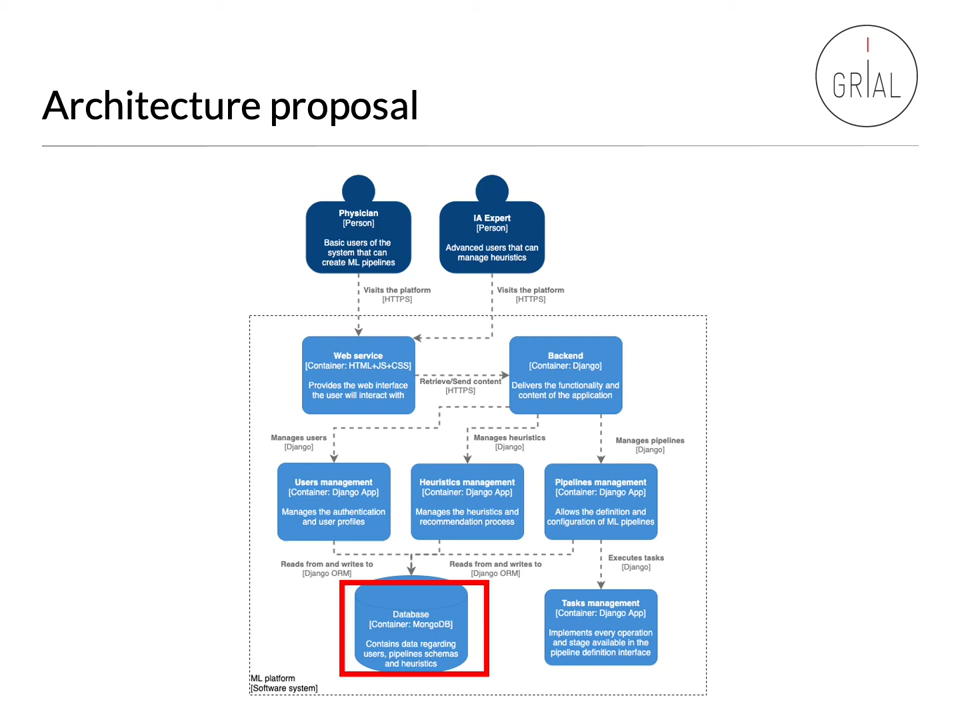 GRIAL
Architecture proposal
Physician
[Person]
Basic users of the
system that can
create ML pipelines
IA Expert
[Person]
Advanced users that can
manage heuristics
Visits the platform
[HTTPS]
Visits the platform
[HTTPS]
Web service
[Container: HTML+JS+CSS]
Provides the web interface
the user will interact with
Retrieve/Send content
[HTTPS]
Backend
[Container: Django]
Delivers the functionality and
content of the application
Manages users
[Django]
Manages heuristics
[Django]
Manages pipelines
[Django]
Users management
[Container: Django App]
Manages the authentication
and user profiles
Heuristics management
[Container: Django App]
Manages the heuristics and
recommendation process
Pipelines management
[Container: Django App]
Allows the definition and
configuration of ML pipelines
Reads from and writes to
[Django ORM]
Reads from and writes to
[Django ORM]
Executes tasks
[Django]
Database
[Container: MongoDB]
Contains data regarding
users, pipelines schemas
and heuristics
Tasks management
[Container: Django App]
Implements every operation
and stage available in the
pipeline definition interface
ML platform
[Software system]